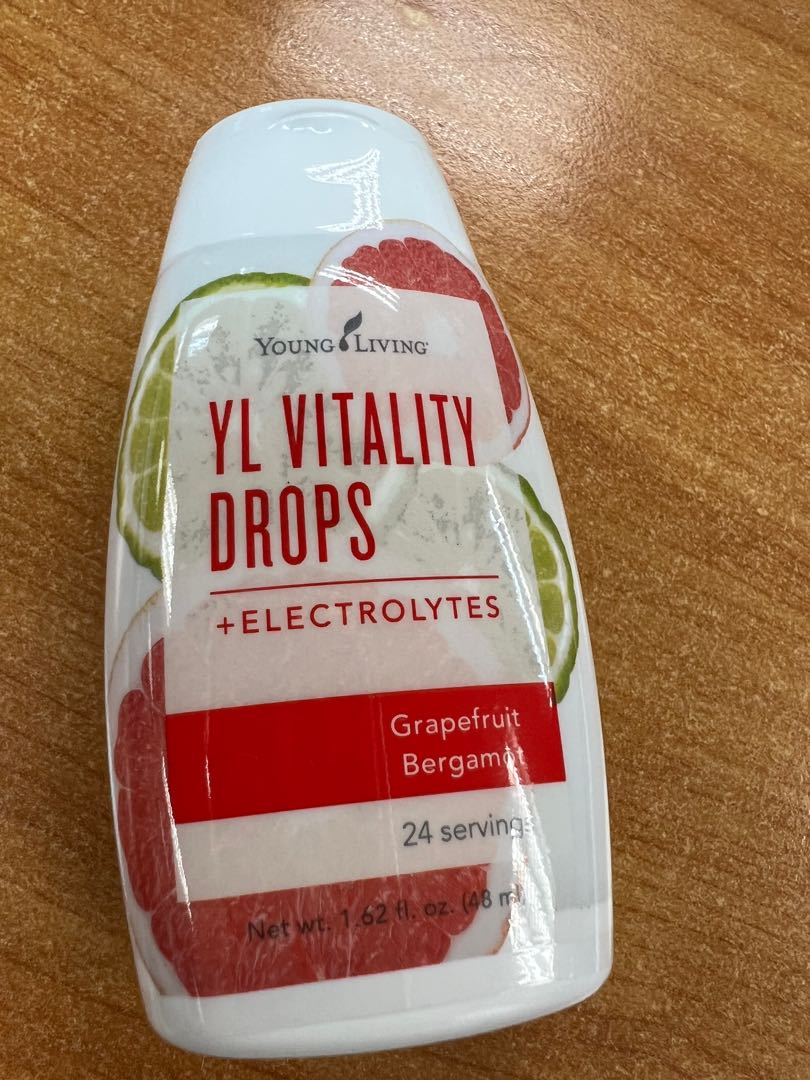 YOUNG LIVING
YL VITALITY
DROPS
+ELECTROLYTES
Grapefruit
Bergamot
24 servings
Net wt. 1.62 fl. oz. (48 ml)